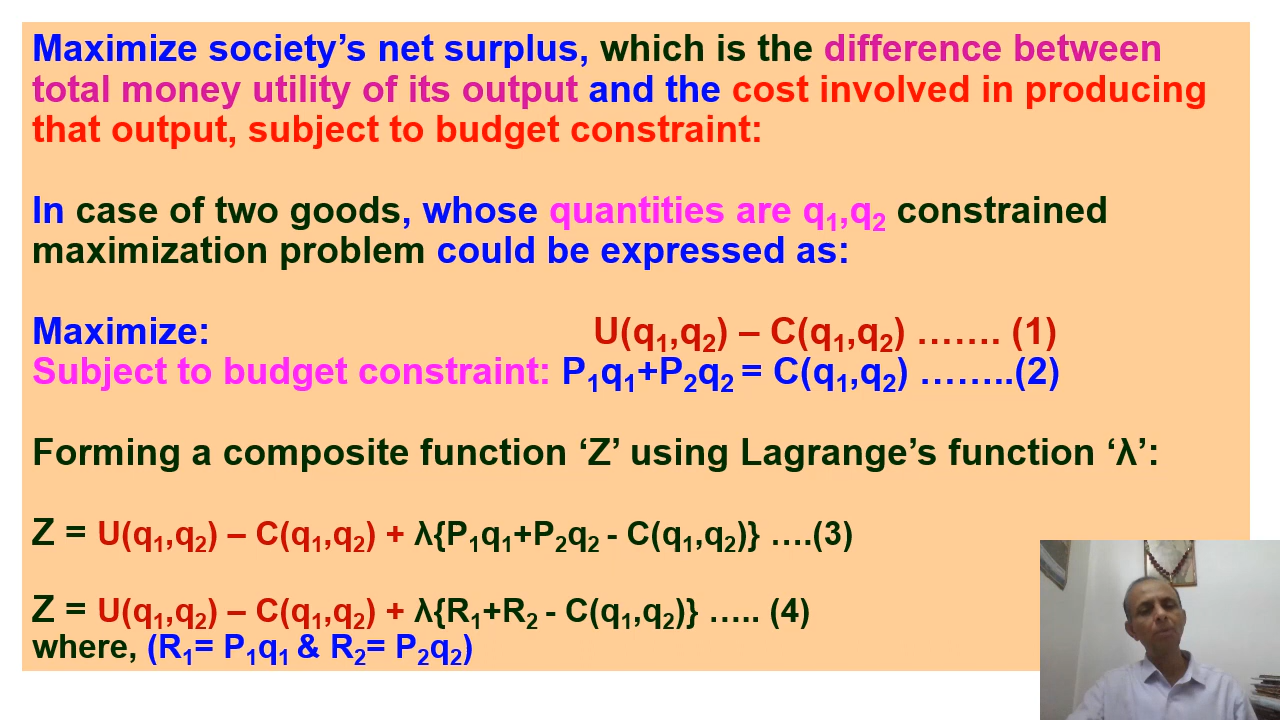 Maximize society’s net surplus, which is the difference between
total money utility of its output and the cost involved in producing
that output, subject to budget constraint:
In case of two goods, whose quantities are q₁,q₂ constrained
maximization problem could be expressed as:
Maximize: U(q₁,q₂) – C(q₁,q₂) ……. (1)
Subject to budget constraint: P₁q₁+P₂q₂ = C(q₁,q₂) ……..(2)
Forming a composite function ‘Z’ using Lagrange’s function ‘λ’:
Z = U(q₁,q₂) – C(q₁,q₂) + λ{P₁q₁+P₂q₂ - C(q₁,q₂)} ….(3)
Z = U(q₁,q₂) – C(q₁,q₂) + λ{R₁+R₂ - C(q₁,q₂)} ….. (4)
where, (R₁= P₁q₁ & R₂= P₂q₂)